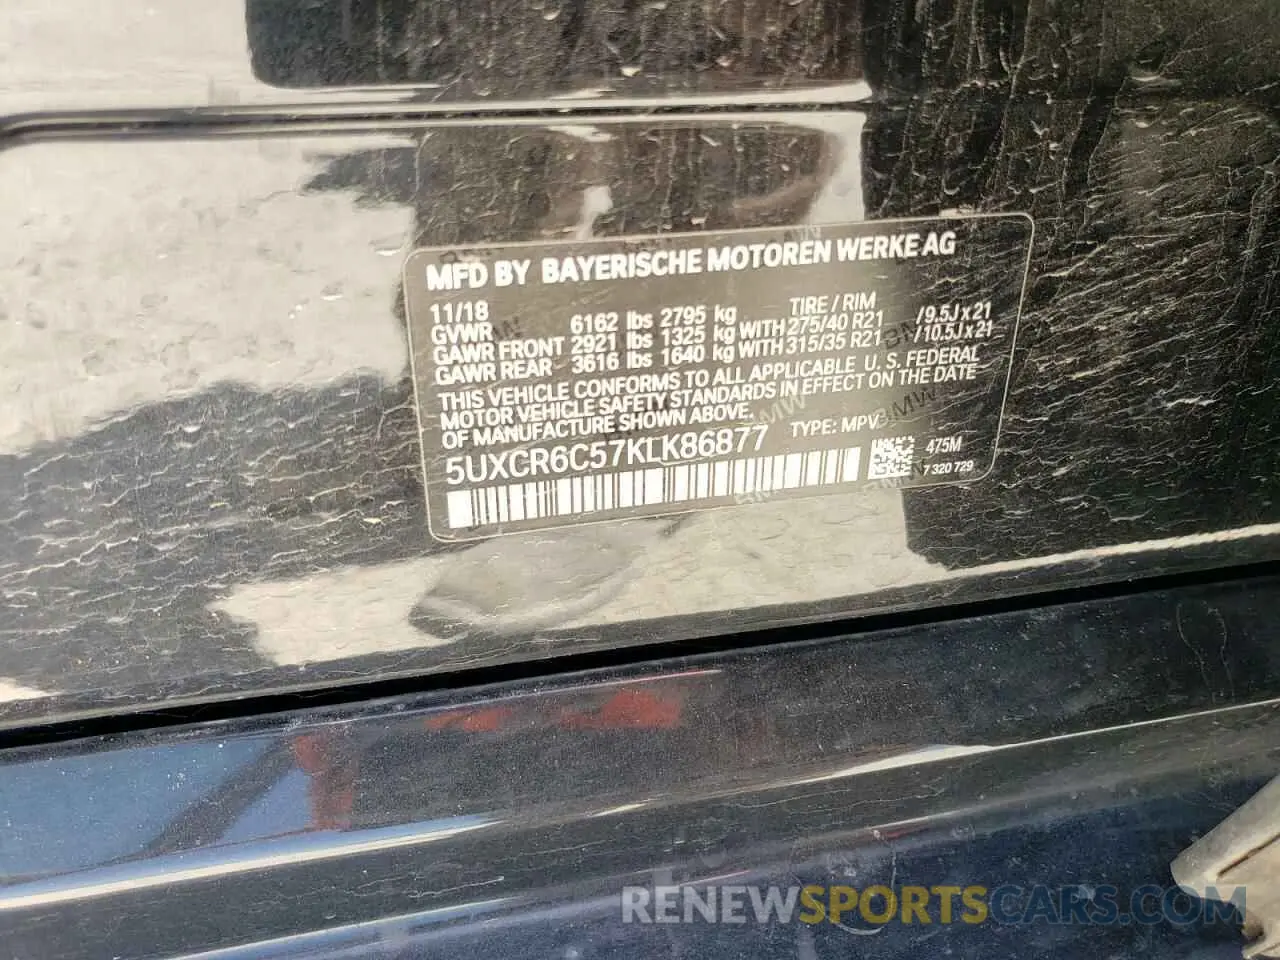 MFD BY BAYERISCHE MOTOREN WERKE AG
11/18 TIRE / RIM
GVWR 6162 lbs 2795 kg
GAWR FRONT 2921 lbs 1325 kg WITH 275/40 R21 /9.5J x 21
GAWR REAR 3616 lbs 1640 kg WITH 315/35 R21 /10.5J x 21
THIS VEHICLE CONFORMS TO ALL APPLICABLE U. S. FEDERAL
MOTOR VEHICLE SAFETY STANDARDS IN EFFECT ON THE DATE
OF MANUFACTURE SHOWN ABOVE.
5UXCR6C57KLK86877 TYPE: MPV
475M
7 320 729
RENEWSPORTSCARS.COM